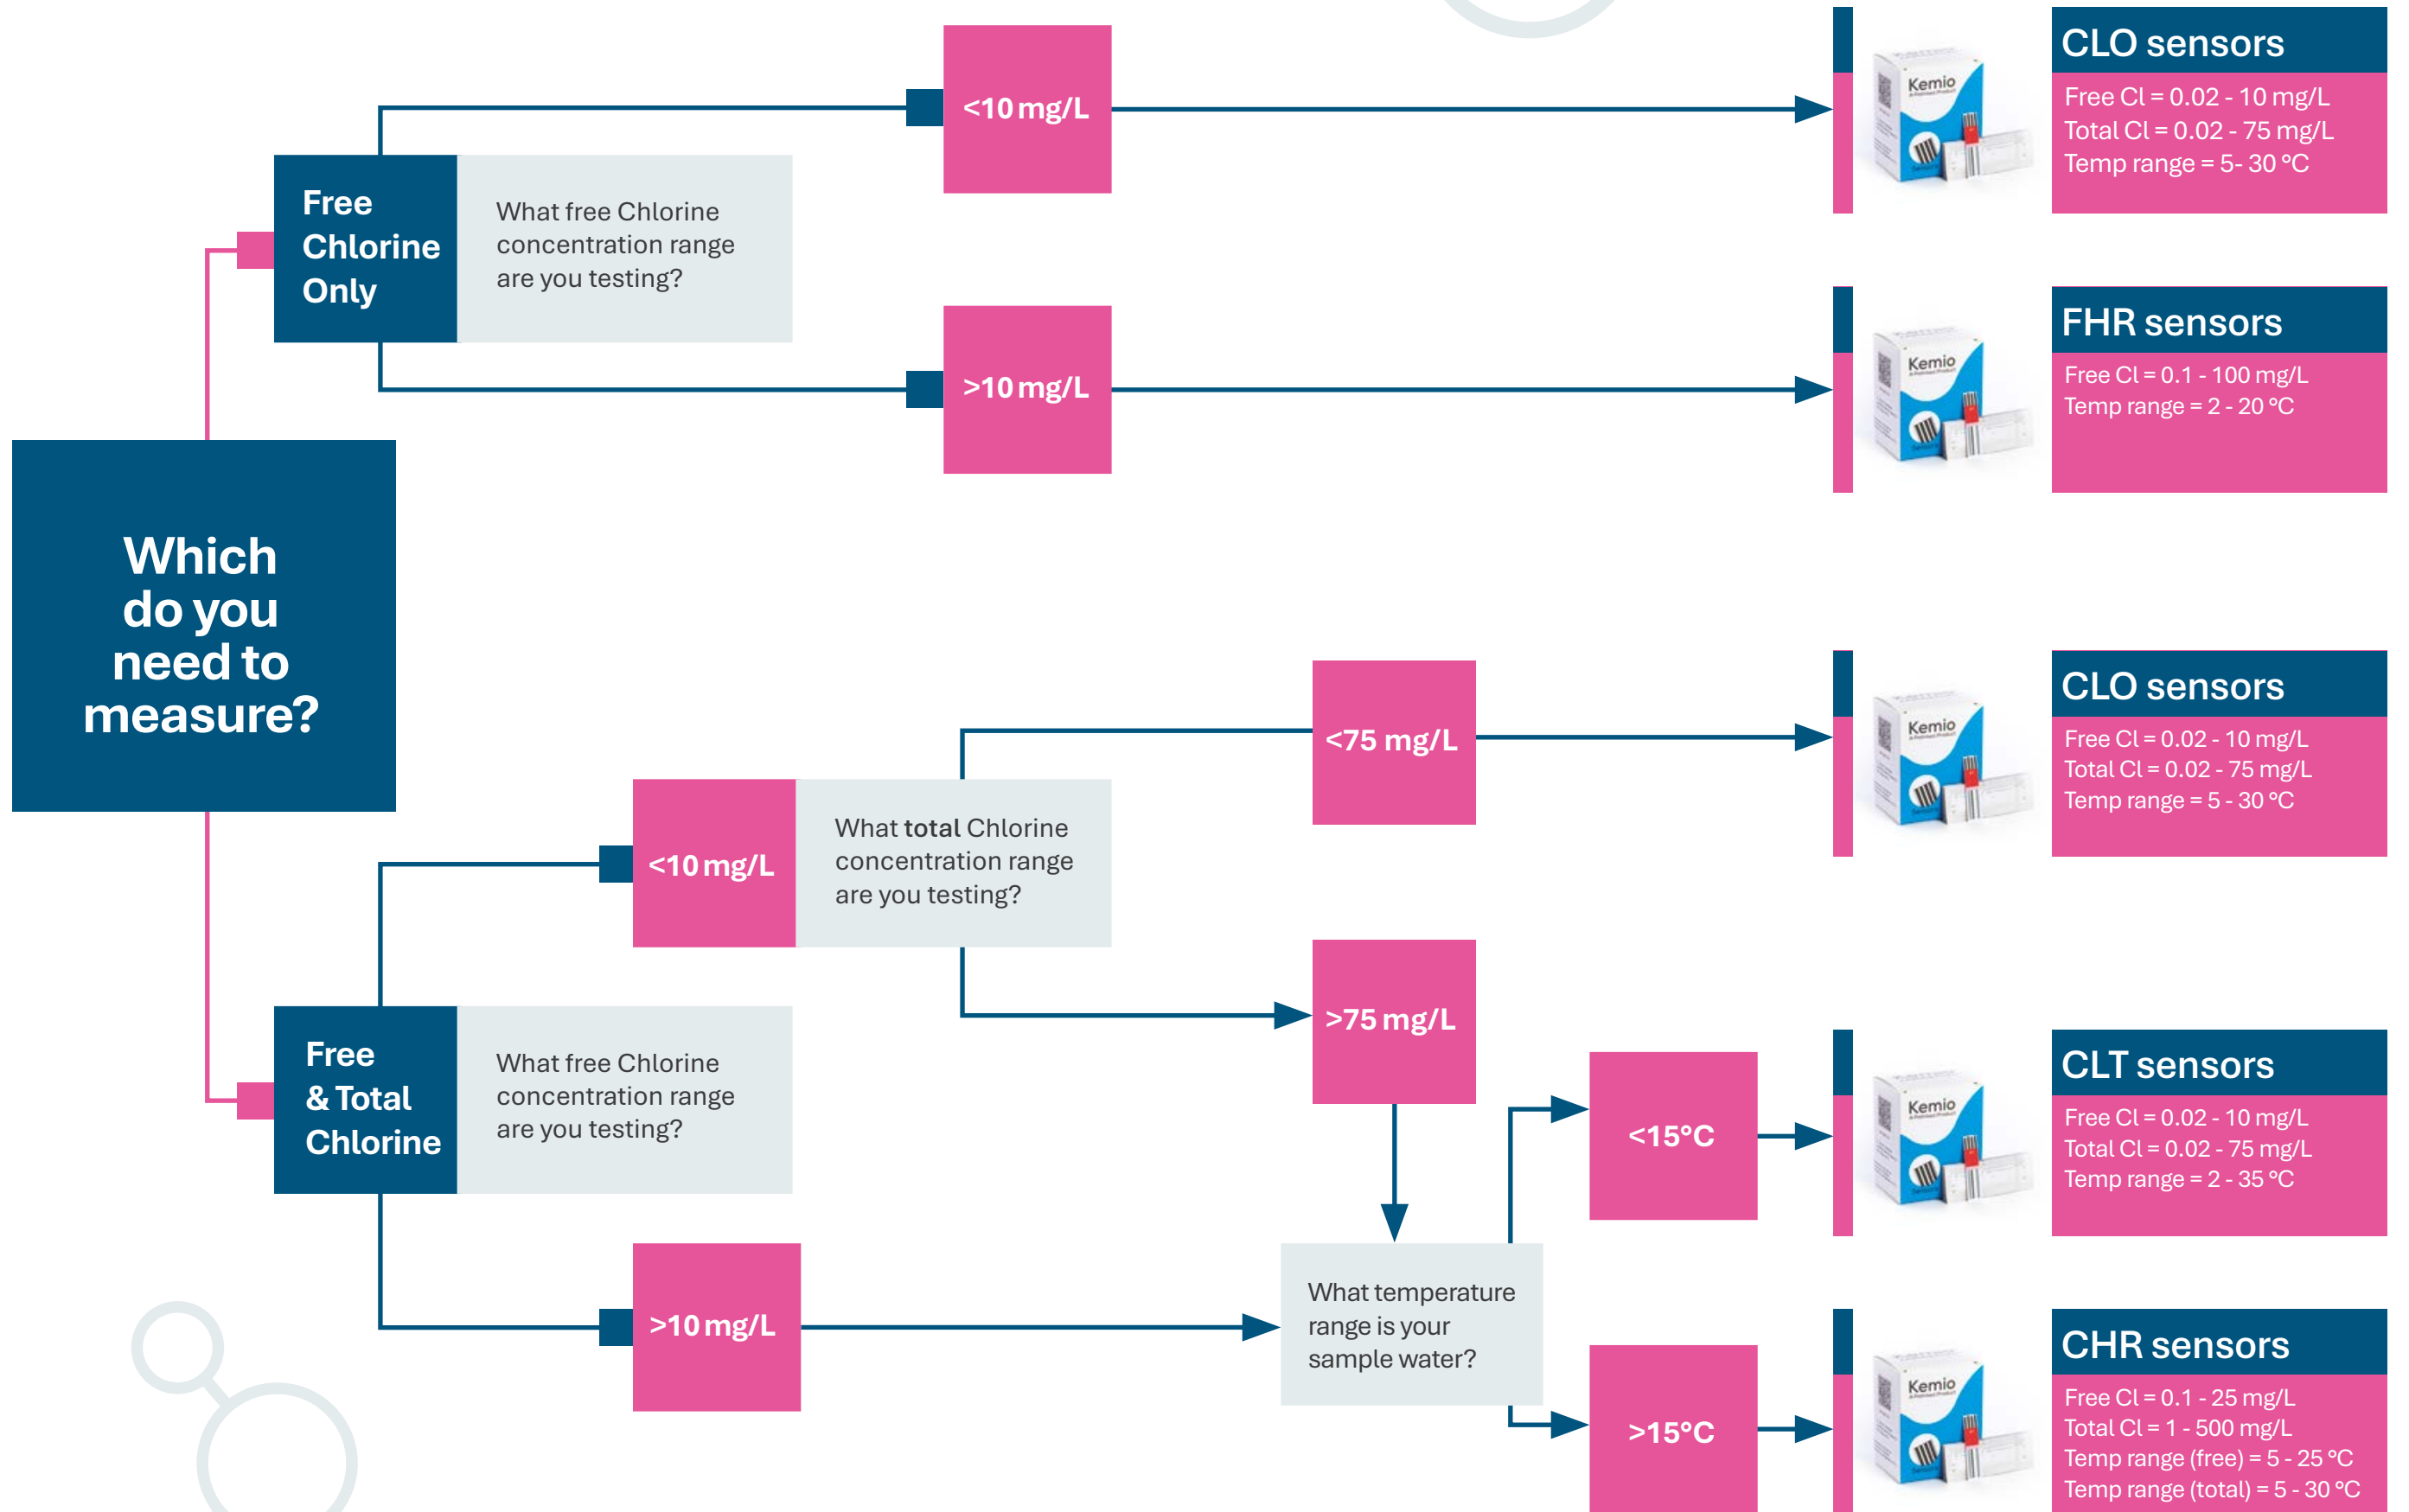 Which
do you
need to
measure?
Free
Chlorine
Only
What free Chlorine
concentration range
are you testing?
<10 mg/L
Kemio
CLO sensors
Free Cl = 0.02 - 10 mg/L
Total Cl = 0.02 - 75 mg/L
Temp range = 5- 30 °C
>10 mg/L
Kemio
FHR sensors
Free Cl = 0.1 - 100 mg/L
Temp range = 2 - 20 °C
Free
& Total
Chlorine
What free Chlorine
concentration range
are you testing?
<10 mg/L
What total Chlorine
concentration range
are you testing?
<75 mg/L
Kemio
CLO sensors
Free Cl = 0.02 - 10 mg/L
Total Cl = 0.02 - 75 mg/L
Temp range = 5 - 30 °C
>75 mg/L
>10 mg/L
What temperature
range is your
sample water?
<15°C
Kemio
CLT sensors
Free Cl = 0.02 - 10 mg/L
Total Cl = 0.02 - 75 mg/L
Temp range = 2 - 35 °C
>15°C
Kemio
CHR sensors
Free Cl = 0.1 - 25 mg/L
Total Cl = 1 - 500 mg/L
Temp range (free) = 5 - 25 °C
Temp range (total) = 5 - 30 °C